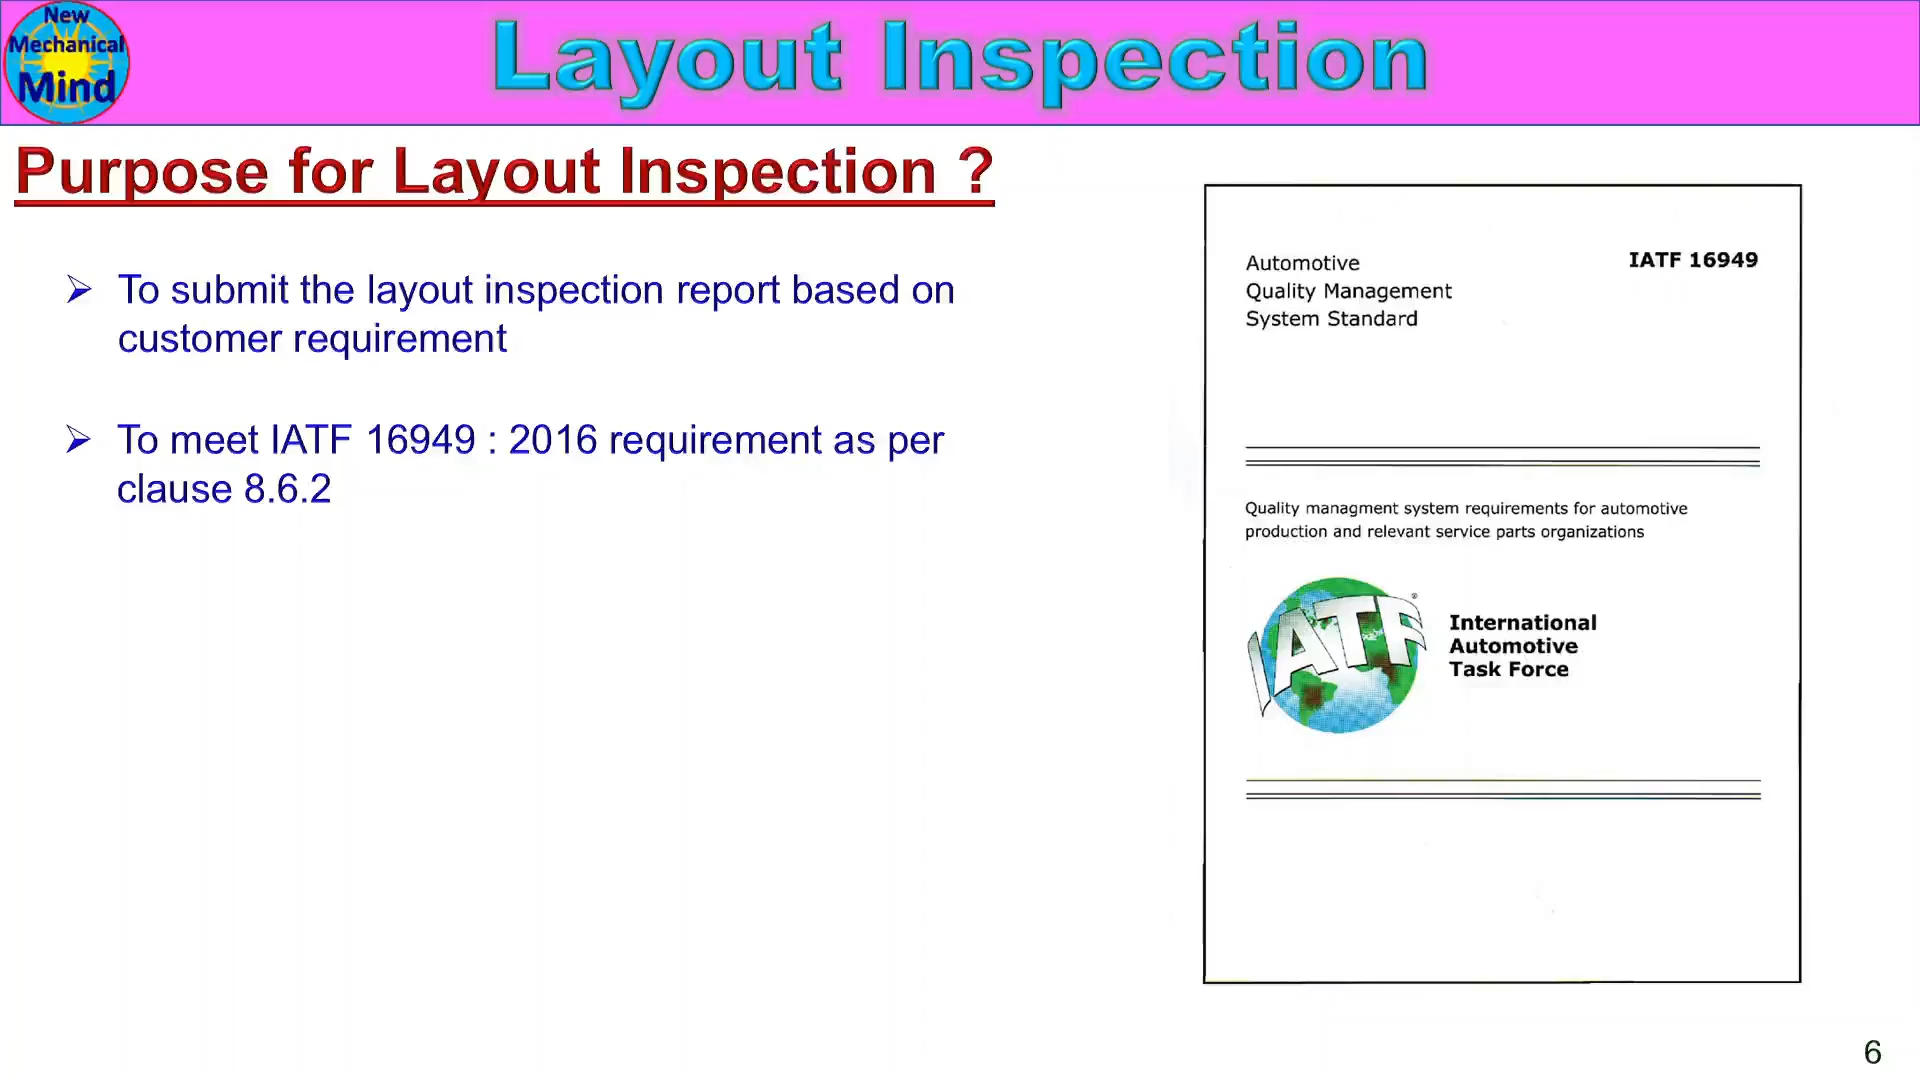 New
Mechanical
Mind
Layout Inspection
Purpose for Layout Inspection ?
To submit the layout inspection report based on
customer requirement
To meet IATF 16949 : 2016 requirement as per
clause 8.6.2
Automotive
Quality Management
System Standard
IATF 16949
Quality managment system requirements for automotive
production and relevant service parts organizations
IATF
®
International
Automotive
Task Force
6